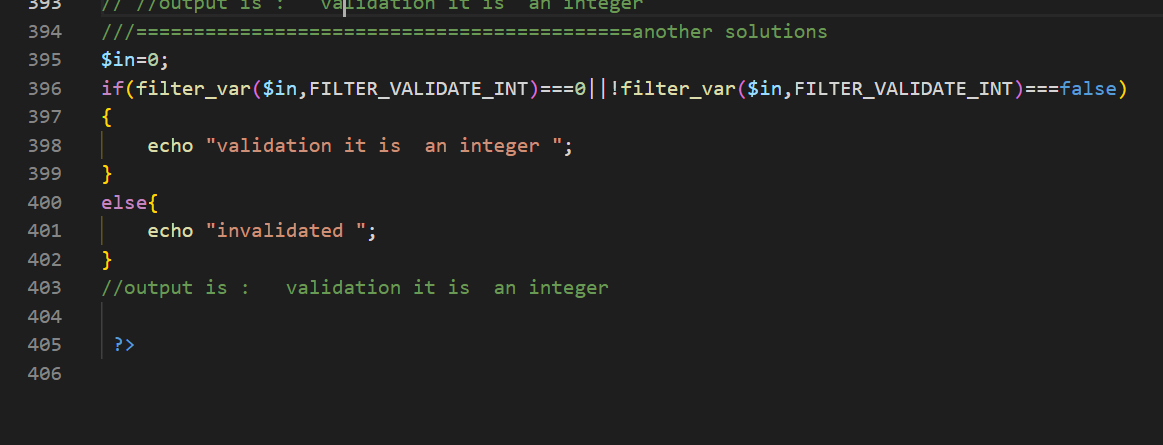 393 // //output is :   validation it is  an integer
394 ///============================================another solutions
395 $in=0;
396 if(filter_var($in,FILTER_VALIDATE_INT)===0||!filter_var($in,FILTER_VALIDATE_INT)===false)
397 {
398     echo "validation it is  an integer ";
399 }
400 else{
401     echo "invalidated ";
402 }
403 //output is :   validation it is  an integer
404
405  ?>
406